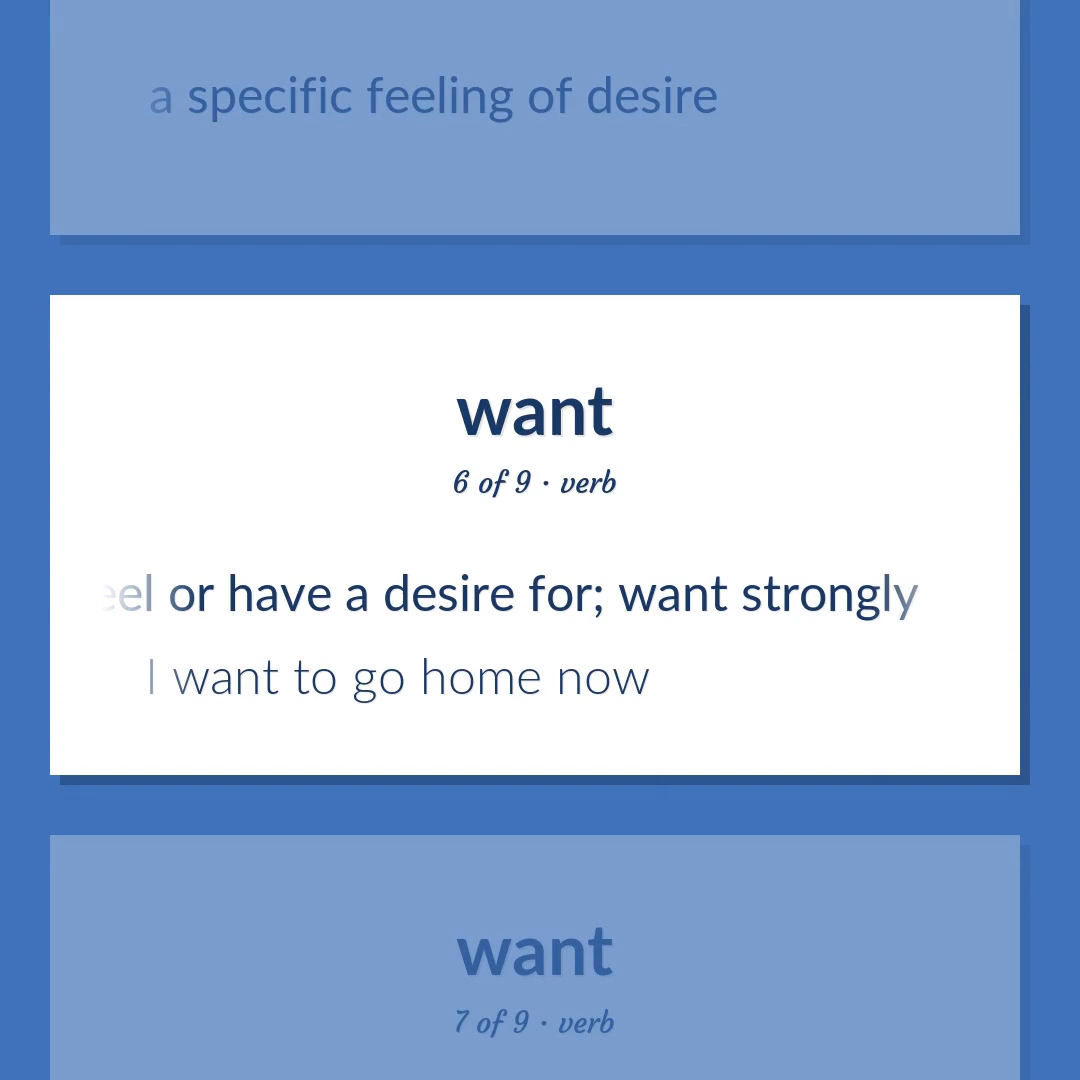 a specific feeling of desire
want
6 of 9 · verb
eel or have a desire for; want strongly
I want to go home now
want
7 of 9 · verb